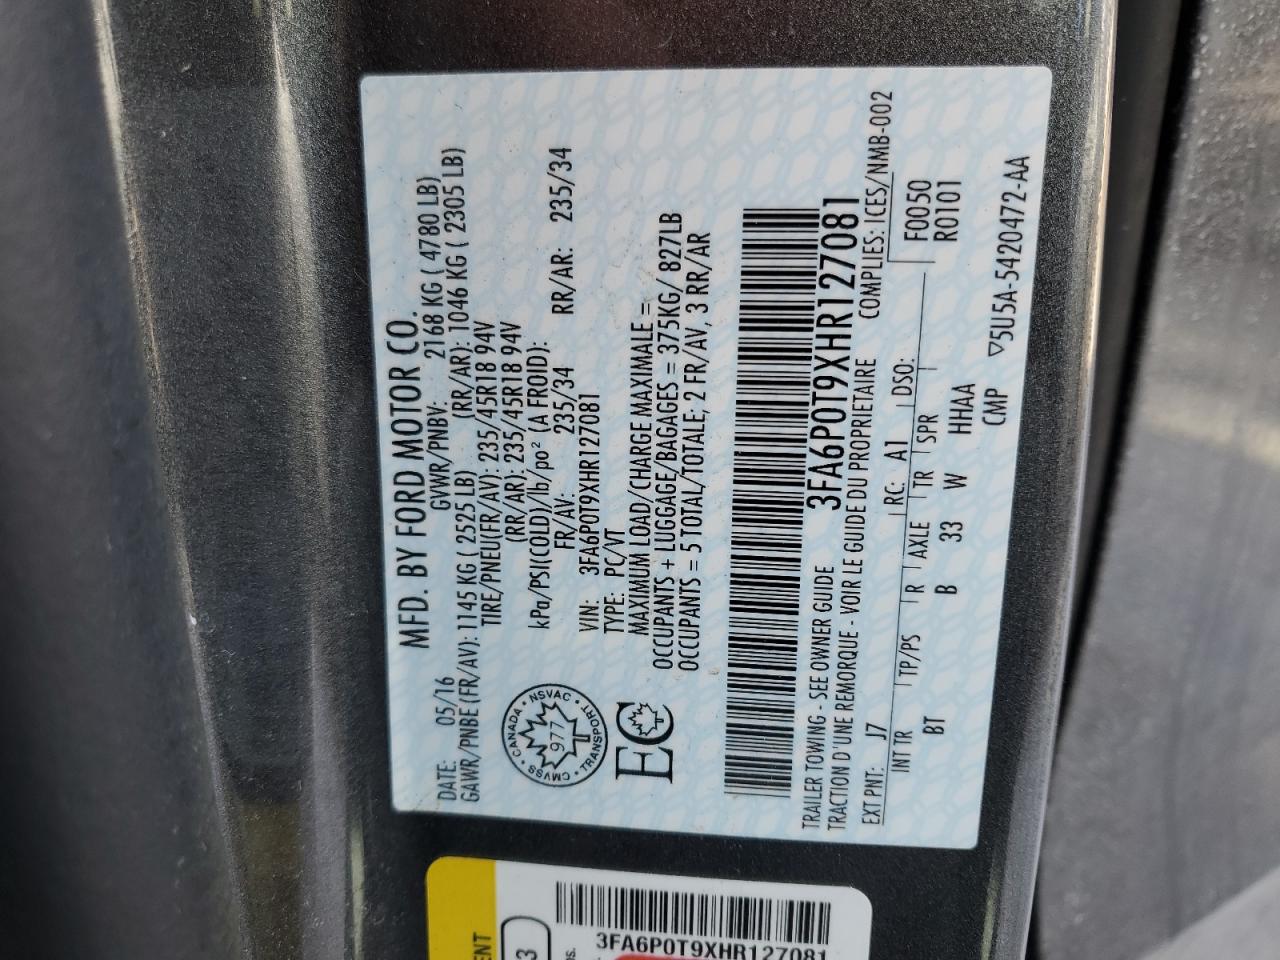 MFD. BY FORD MOTOR CO.
DATE: 05/16 GVWR/PNBV: 2168 KG ( 4780 LB)
GAWR/PNBE (FR/AV): 1145 KG ( 2525 LB) (RR/AR): 1046 KG ( 2305 LB)
TIRE/PNEU(FR/AV): 235/45R18 94V
(RR/AR): 235/45R18 94V
kPa/PSI(COLD)/lb/po² (A FROID):
FR/AV: 235/34 RR/AR: 235/34
VIN: 3FA6P0T9XHR127081
TYPE: PC/VT
MAXIMUM LOAD/CHARGE MAXIMALE =
OCCUPANTS + LUGGAGE/BAGAGES = 375KG/ 827LB
OCCUPANTS = 5 TOTAL/TOTALE, 2 FR/AV, 3 RR/AR
CANADA • NSVAC • TRANSPORT • CMVSS •
977
EC
3FA6P0T9XHR127081
TRAILER TOWING - SEE OWNER GUIDE
TRACTION D'UNE REMORQUE - VOIR LE GUIDE DU PROPRIETAIRE COMPLIES: ICES/NMB-002
EXT PNT: J7 RC: A1 DSO: F0050
R0101
INT TR TP/PS R AXLE TR SPR
BT B 33 W HHAA
CMP
▽5U5A-5420472-AA
3FA6P0T9XHR127081
3